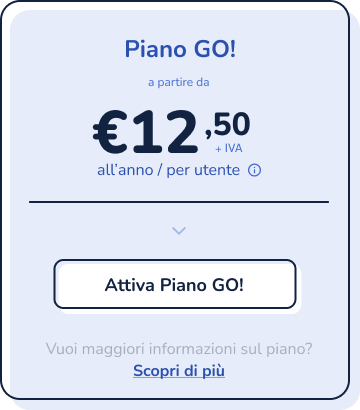 Piano GO!
a partire da
€12,50
+ IVA
all'anno / per utente
Attiva Piano GO!
Vuoi maggiori informazioni sul piano?
Scopri di più